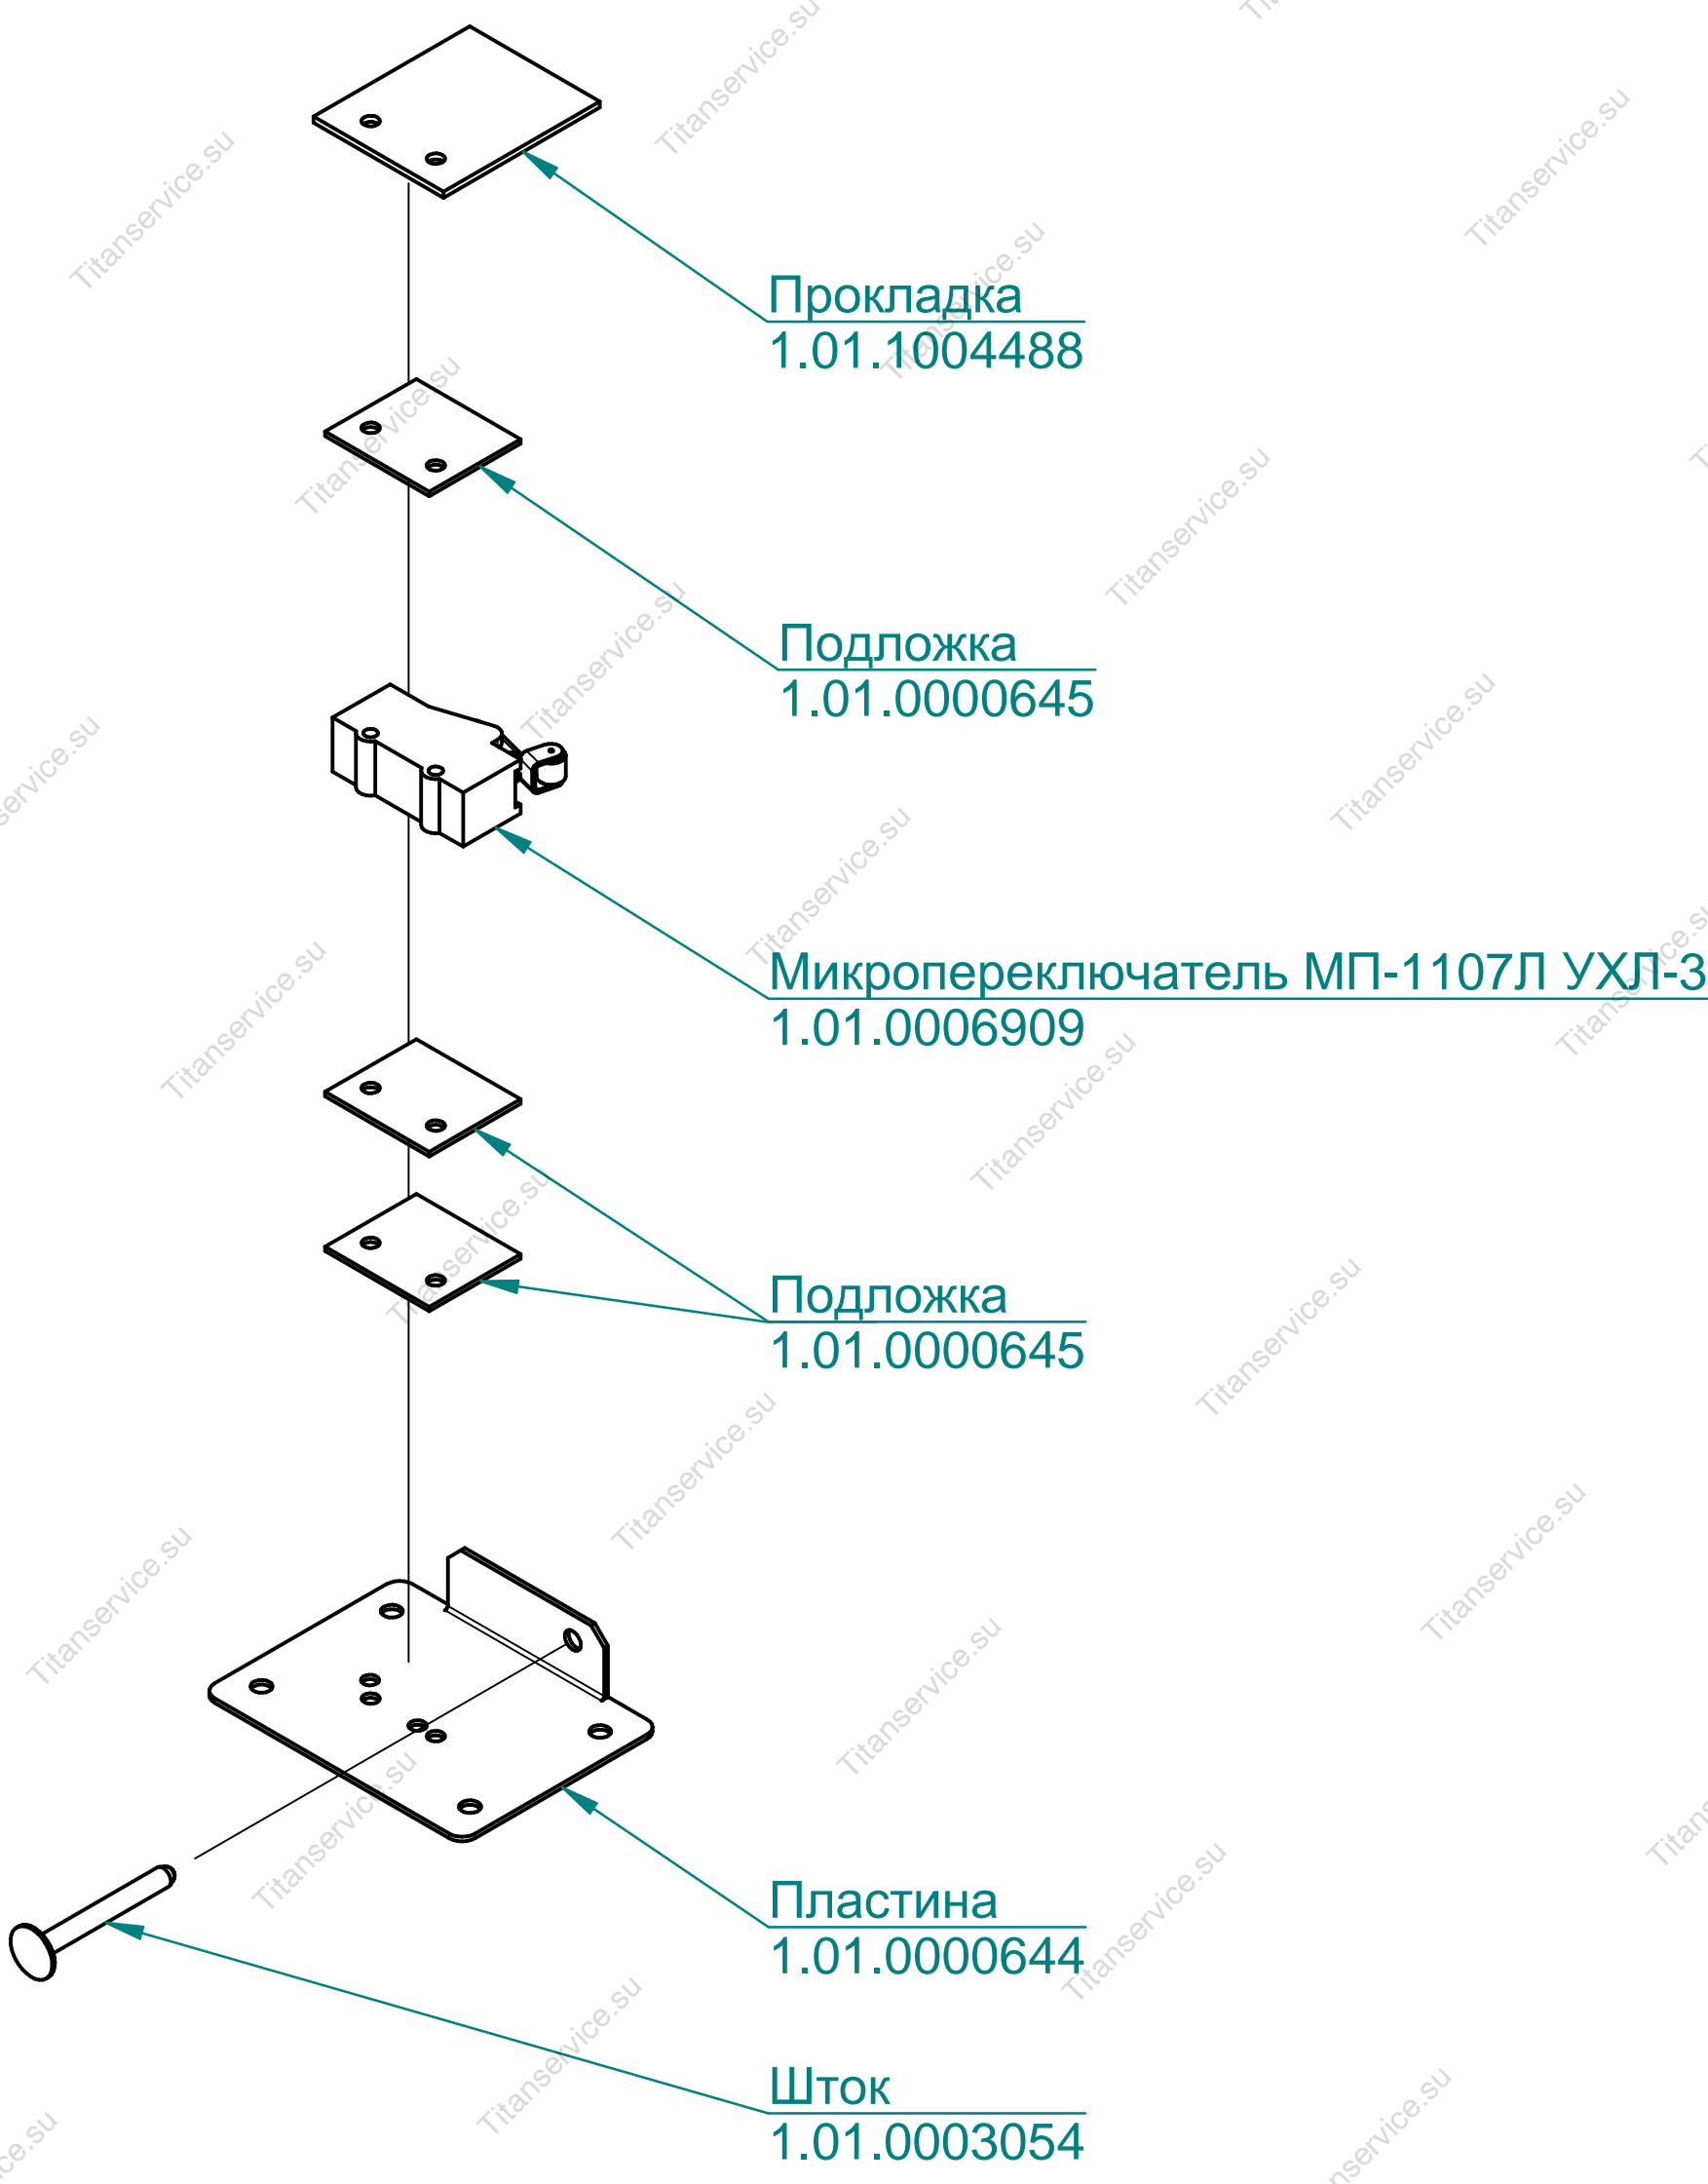 Прокладка
1.01.1004488
Подложка
1.01.0000645
Микропереключатель МП-1107Л УХЛ-3
1.01.0006909
Подложка
1.01.0000645
Пластина
1.01.0000644
Шток
1.01.0003054
Titanservice.su